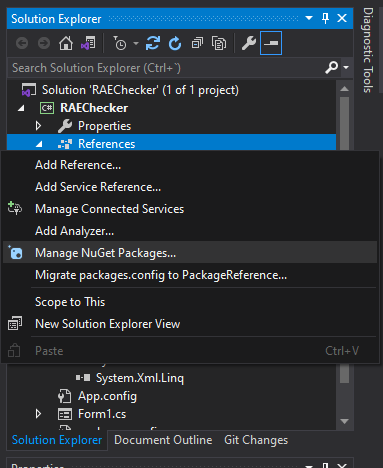 Solution Explorer
Search Solution Explorer (Ctrl+`)
Solution 'RAEChecker' (1 of 1 project)
C# RAEChecker
Properties
References
Add Reference...
Add Service Reference...
Manage Connected Services
Add Analyzer...
Manage NuGet Packages...
Migrate packages.config to PackageReference...
Scope to This
New Solution Explorer View
Paste Ctrl+V
System.Xml.Linq
App.config
Form1.cs
Solution Explorer Document Outline Git Changes
Properties
Diagnostic Tools